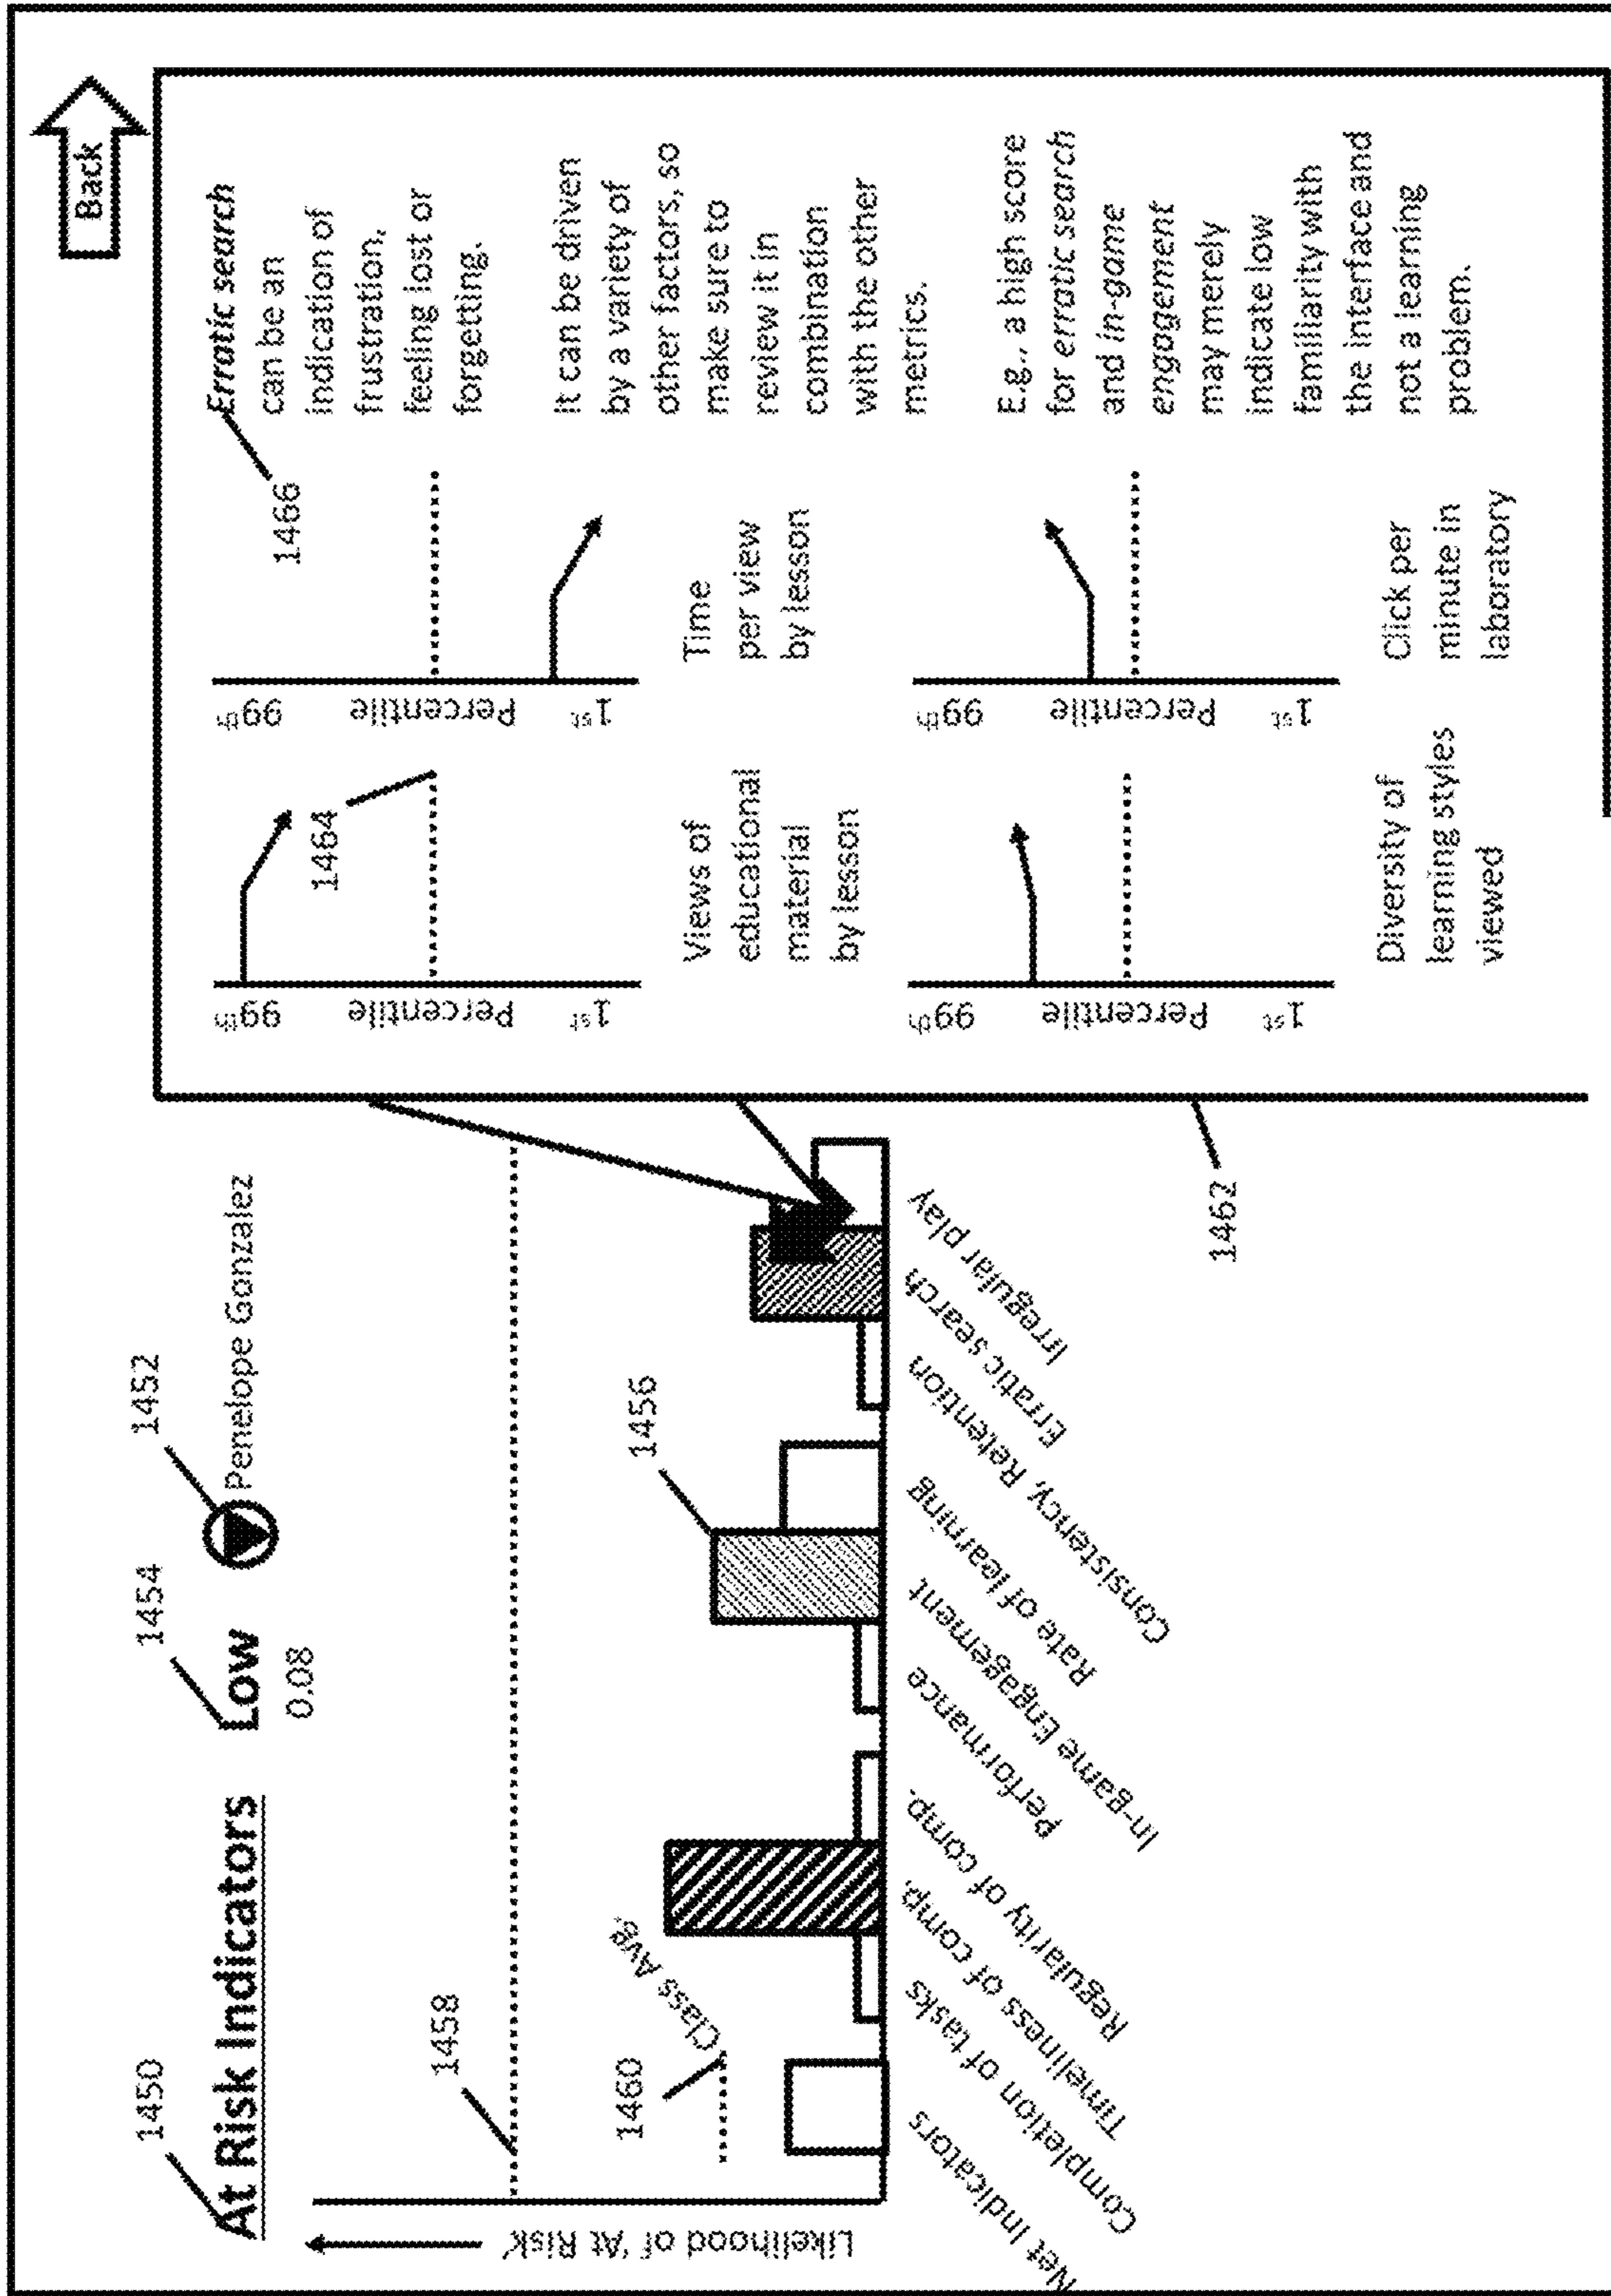 Back
1450
At Risk Indicators
1454
Low
0.08
1452
Penelope Gonzalez
Likelihood of 'At Risk'
1458
1460
Class Avg.
1456
Net Indicators
Completion of tasks
Timeliness of comp.
Regularity of comp.
Performance
In-game Engagement
Rate of learning
Consistency, Retention
Erratic search
Irregular play
1462
99th
Percentile
1st
1464
Views of
educational
material
by lesson
99th
Percentile
1st
Time
per view
by lesson
99th
Percentile
1st
Diversity of
learning styles
viewed
99th
Percentile
1st
Click per
minute in
laboratory
1466
Erratic search
can be an
indication of
frustration,
feeling lost or
forgetting.
It can be driven
by a variety of
other factors, so
make sure to
review it in
combination
with the other
metrics.
E.g., a high score
for erratic search
and in-game
engagement
may merely
indicate low
familiarity with
the interface and
not a learning
problem.